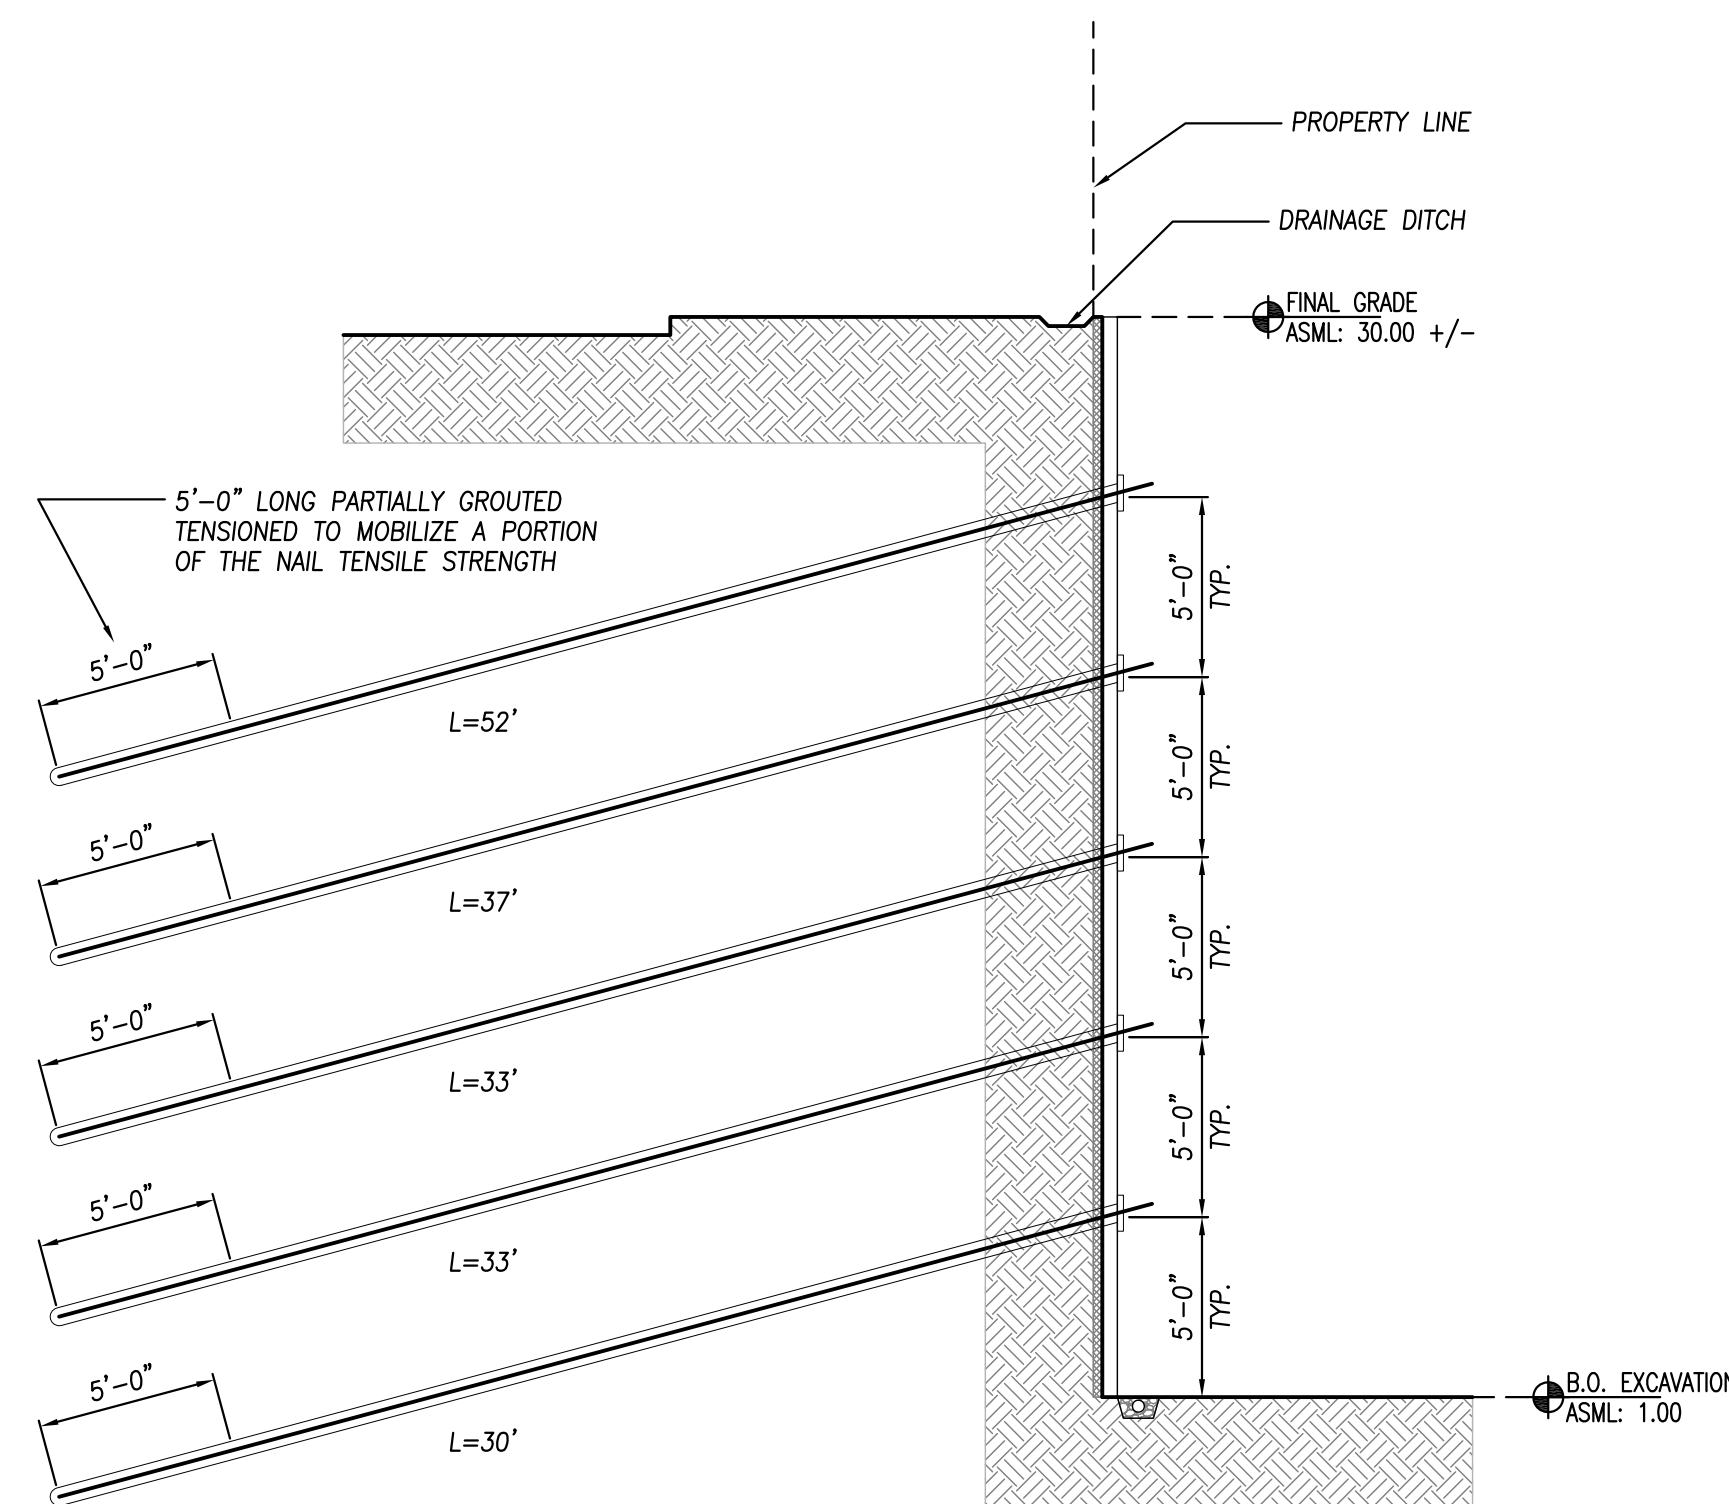 PROPERTY LINE
DRAINAGE DITCH
FINAL GRADE
ASML: 30.00 +/-
5'-0" LONG PARTIALLY GROUTED
TENSIONED TO MOBILIZE A PORTION
OF THE NAIL TENSILE STRENGTH
5'-0"
TYP.
5'-0"
L=52'
5'-0"
TYP.
5'-0"
L=37'
5'-0"
TYP.
5'-0"
L=33'
5'-0"
TYP.
5'-0"
L=33'
5'-0"
TYP.
5'-0"
L=30'
B.O. EXCAVATION
ASML: 1.00